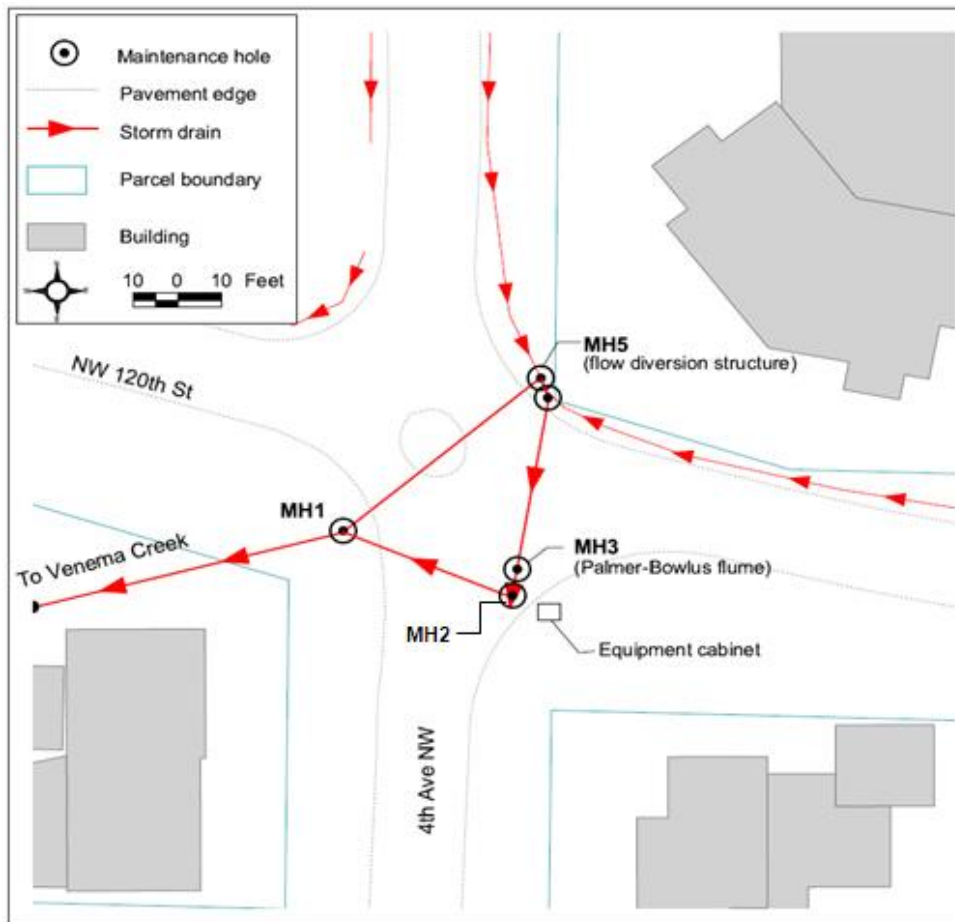 Maintenance hole
Pavement edge
Storm drain
Parcel boundary
Building
10 0 10 Feet
NW 120th St
MH5
(flow diversion structure)
MH1
To Venema Creek
MH3
(Palmer-Bowlus flume)
MH2
Equipment cabinet
4th Ave NW